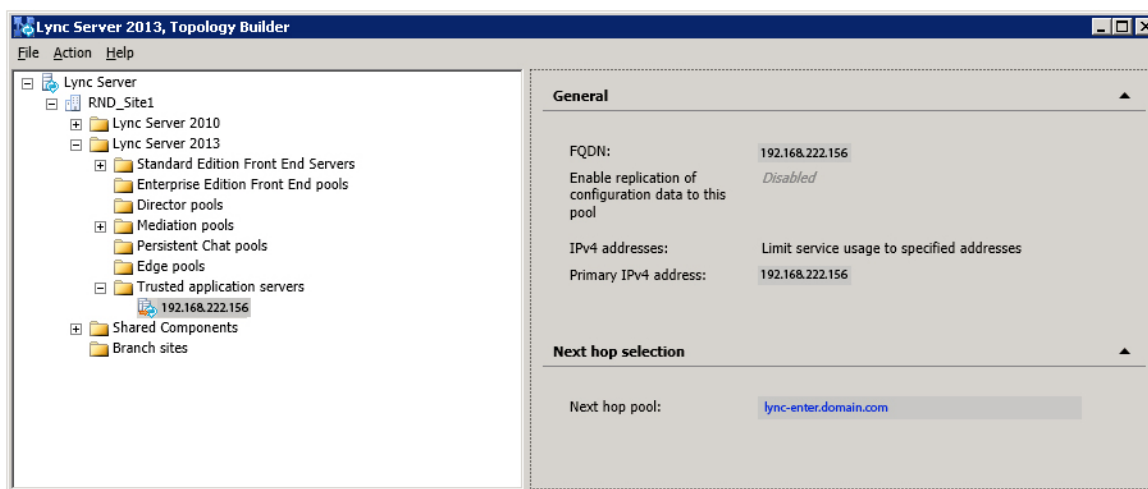 Lync Server 2013, Topology Builder
File Action Help
Lync Server
RND_Site1
Lync Server 2010
Lync Server 2013
Standard Edition Front End Servers
Enterprise Edition Front End pools
Director pools
Mediation pools
Persistent Chat pools
Edge pools
Trusted application servers
192.168.222.156
Shared Components
Branch sites
General
FQDN: 192.168.222.156
Enable replication of Disabled
configuration data to this
pool
IPv4 addresses: Limit service usage to specified addresses
Primary IPv4 address: 192.168.222.156
Next hop selection
Next hop pool: lync-enter.domain.com